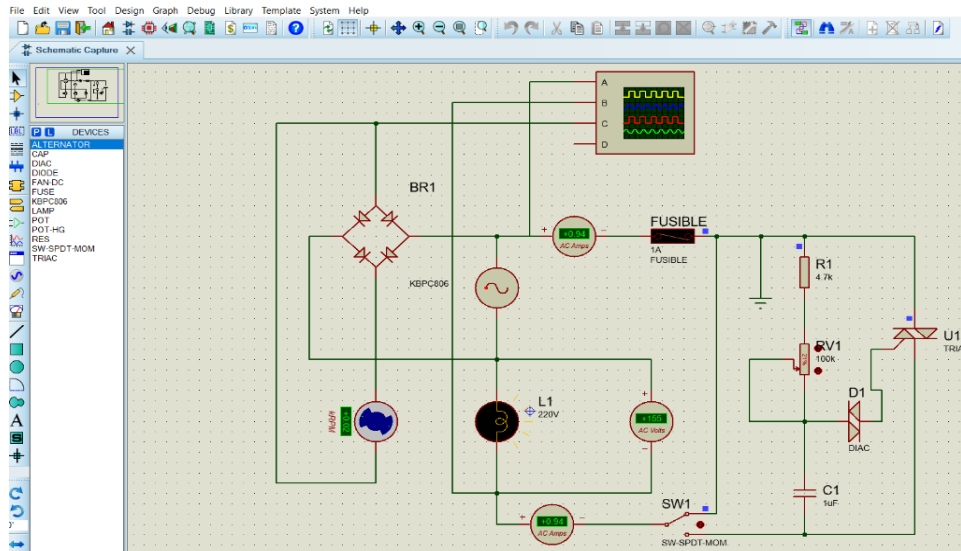 File Edit View Tool Design Graph Debug Library Template System Help
Schematic Capture
P L DEVICES
ALTERNATOR
CAP
DIAC
DIODE
FAN-DC
FUSE
KBPC806
LAMP
POT
POT-HG
RES
SW-SPDT-MOM
TRIAC
A
B
C
D
BR1
KBPC806
+0.94
AC Amps
FUSIBLE
1A
FUSIBLE
R1
4.7k
RV1
100k
21%
U1
TRIA
D1
DIAC
L1
220V
+155
AC Volts
kRPM
+0.94
AC Amps
SW1
SW-SPDT-MOM
C1
1uF